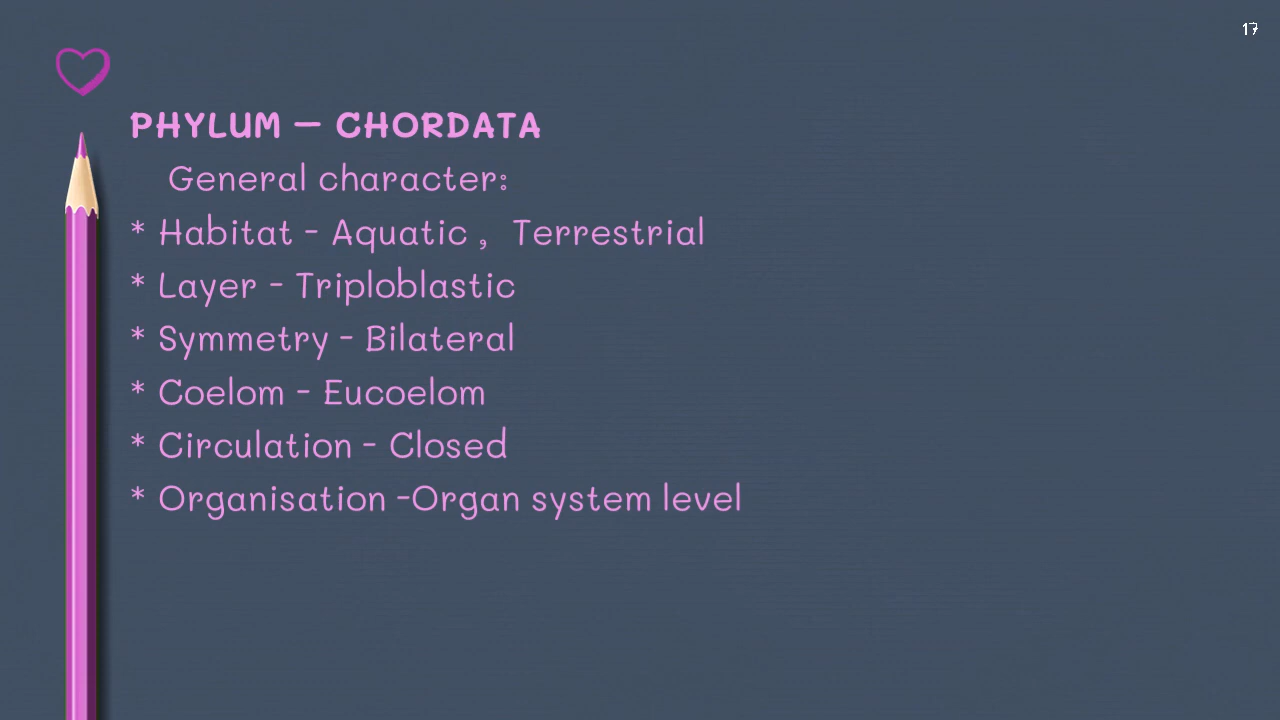 17
PHYLUM – CHORDATA
General character:
* Habitat - Aquatic , Terrestrial
* Layer - Triploblastic
* Symmetry - Bilateral
* Coelom - Eucoelom
* Circulation - Closed
* Organisation -Organ system level